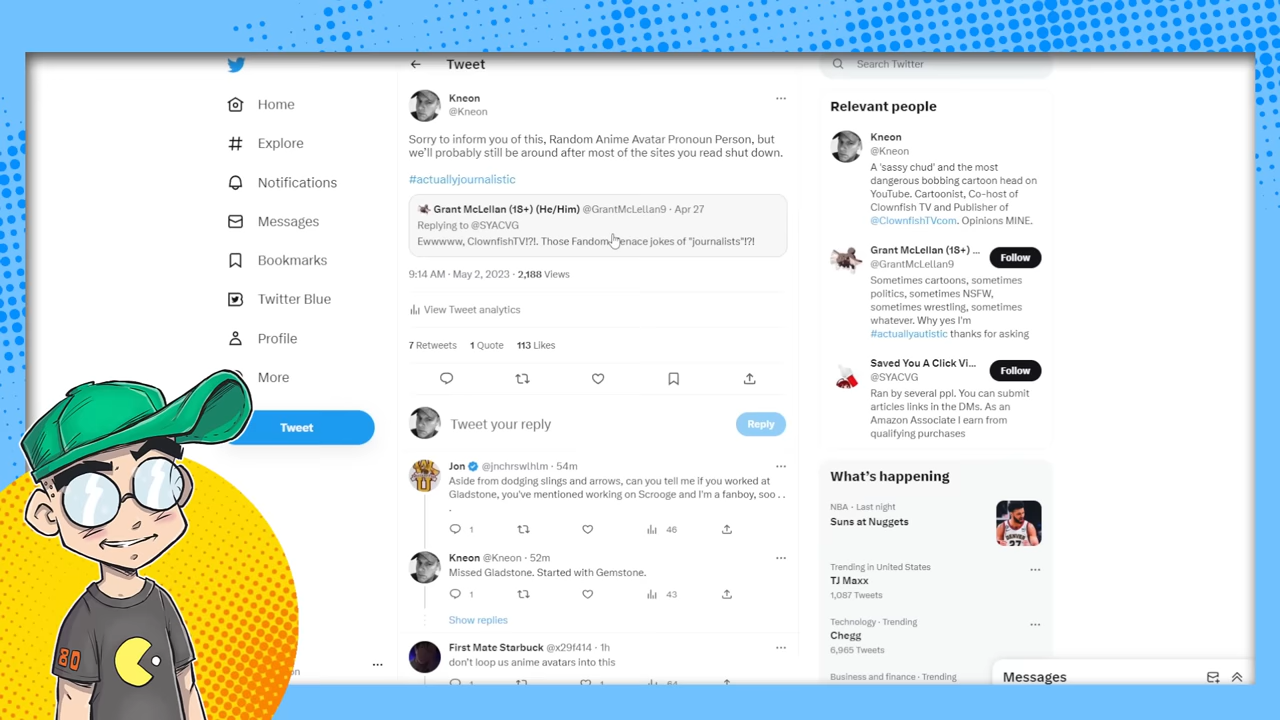 Tweet
Search Twitter
Home
Explore
Notifications
Messages
Bookmarks
Twitter Blue
Profile
More
Tweet
Kneon
@Kneon
Sorry to inform you of this, Random Anime Avatar Pronoun Person, but
we'll probably still be around after most of the sites you read shut down.
#actuallyjournalistic
Grant McLellan (18+) (He/Him) @GrantMcLellan9 · Apr 27
Replying to @SYACVG
Ewwwww, ClownfishTV!?!. Those Fandom menace jokes of "journalists"!?!
9:14 AM · May 2, 2023 · 2,188 Views
View Tweet analytics
7 Retweets 1 Quote 113 Likes
Tweet your reply
Reply
Jon @jnchrswlhlm · 54m
Aside from dodging slings and arrows, can you tell me if you worked at
Gladstone, you've mentioned working on Scrooge and I'm a fanboy, soo . .
.
1 46
Kneon @Kneon · 52m
Missed Gladstone. Started with Gemstone.
1 43
Show replies
First Mate Starbuck @x29f414 · 1h
don't loop us anime avatars into this
Relevant people
Kneon
@Kneon
A 'sassy chud' and the most
dangerous bobbing cartoon head on
YouTube. Cartoonist, Co-host of
Clownfish TV and Publisher of
@ClownfishTVcom. Opinions MINE.
Grant McLellan (18+) ...
@GrantMcLellan9
Follow
Sometimes cartoons, sometimes
politics, sometimes NSFW,
sometimes wrestling, sometimes
whatever. Why yes I'm
#actuallyautistic thanks for asking
Saved You A Click Vi...
@SYACVG
Follow
Ran by several ppl. You can submit
articles links in the DMs. As an
Amazon Associate I earn from
qualifying purchases
What's happening
NBA · Last night
Suns at Nuggets
Trending in United States
TJ Maxx
1,087 Tweets
Technology · Trending
Chegg
6,965 Tweets
Business and finance · Trending
Messages
80